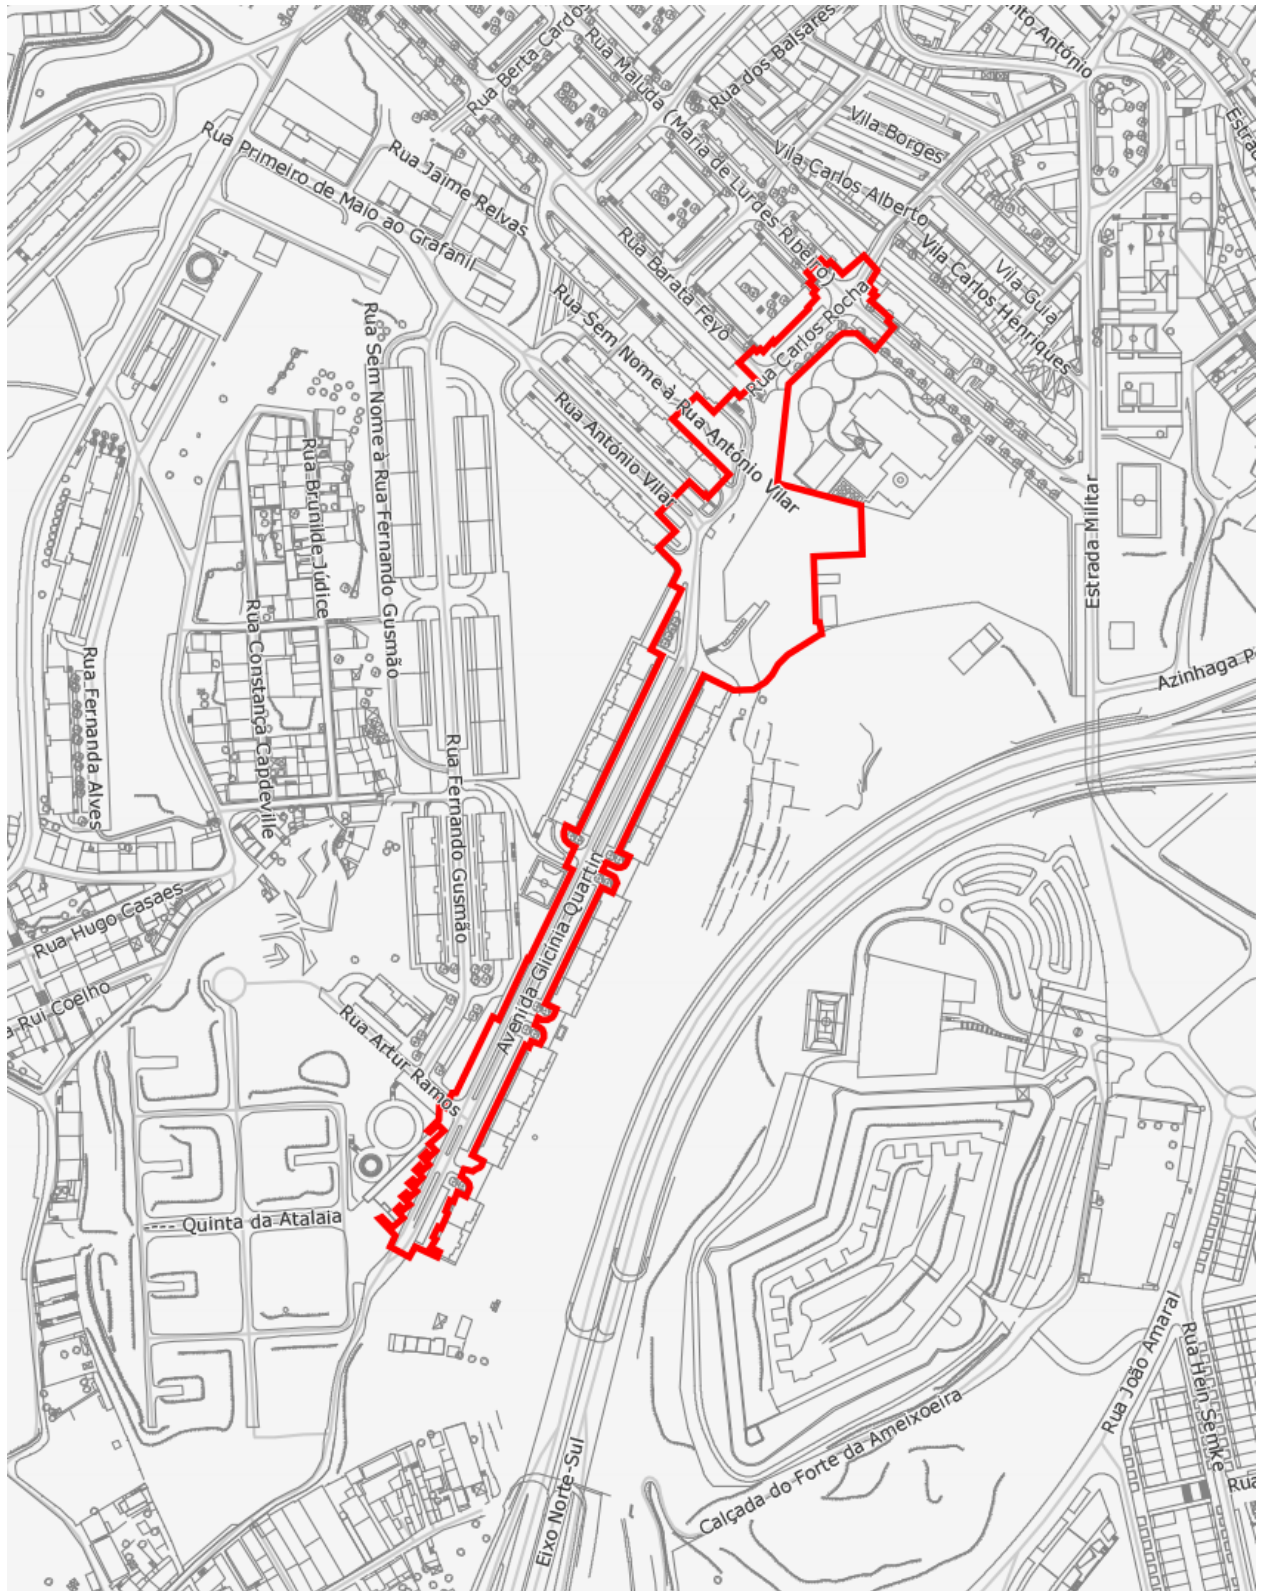 Rua Berta Cardo
Rua Maluda (Maria de Lurdes Ribeiro)
Rua dos Balsares
nto António
Estrad
Vila Borges
Rua Primeiro de Maio ao Grafanil
Rua Jaime Relvas
Vila Carlos Alberto
Rua Barata Feyo
Vila Carlos Henriques
Vila Guia
Rua Sem Nome à Rua António Vilar
Rua Carlos Rocha
Rua Sem Nome à Rua Fernando Gusmão
Rua António Vilar
Rua Brunilde Júdice
Estrada Militar
Rua Constança Capdeville
Rua Fernanda Alves
Azinhaga P
Rua Fernando Gusmão
Rua Hugo Casaes
Avenida Glicínia Quartin
a Rui Coelho
Rua Artur Ramos
Quinta da Atalaia
Rua João Amaral
Rua Hein Semke
Calçada do Forte da Ameixoeira
Eixo Norte-Sul
Rua